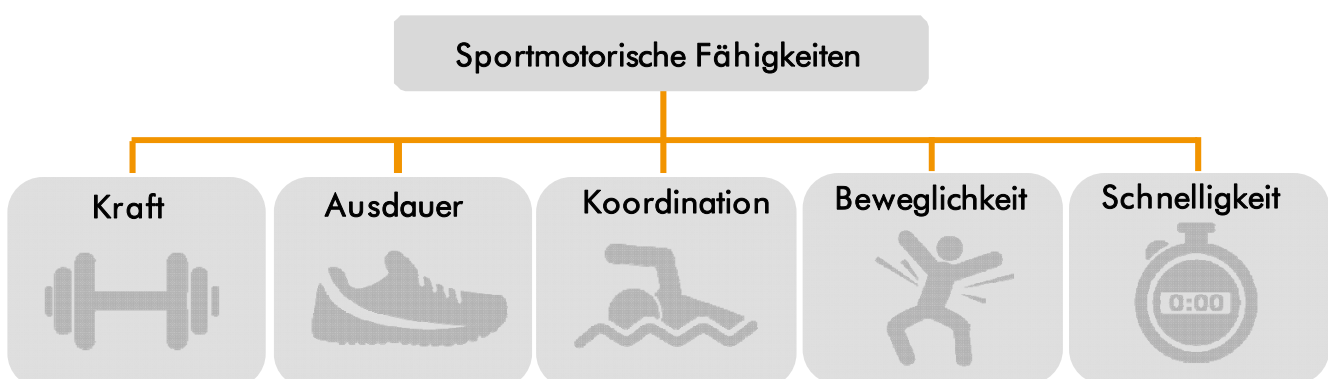 Sportmotorische Fähigkeiten
Kraft
Ausdauer
Koordination
Beweglichkeit
Schnelligkeit
0:00